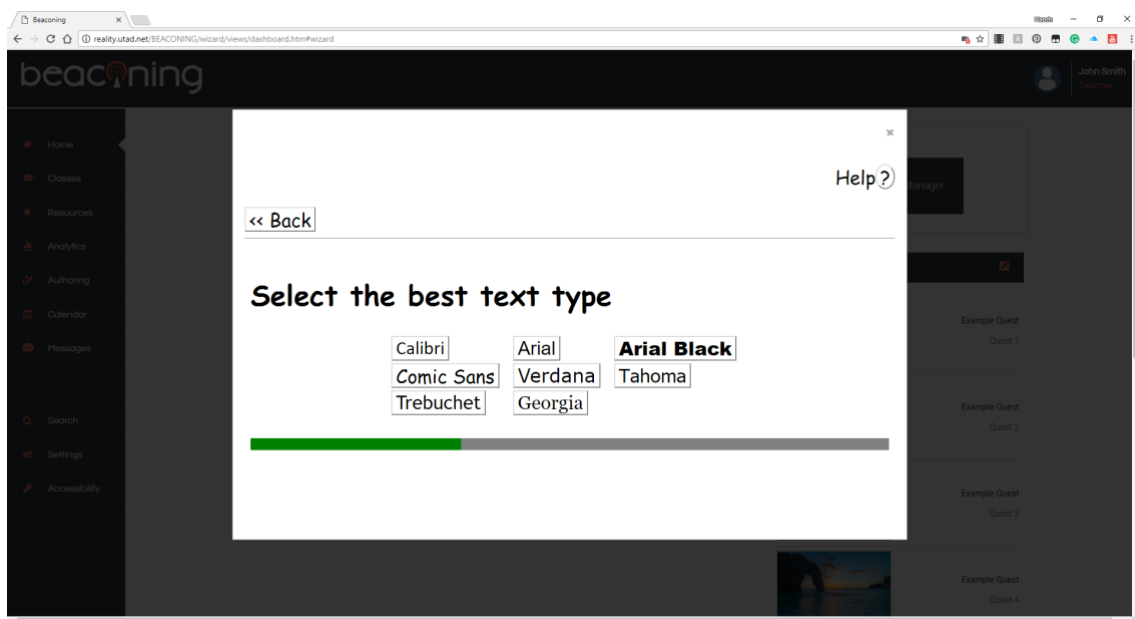 Beaconing
reality.utad.net/BEACONING/wizard/views/dashboard.htm#wizard
beaconing
John Smith
Teacher
Home
Classes
Resources
Analytics
Authoring
Calendar
Messages
Search
Settings
Accessibility
Help?
<< Back
Select the best text type
Calibri Arial Arial Black
Comic Sans Verdana Tahoma
Trebuchet Georgia
Manager
Example Quest
Quest 1
Example Quest
Quest 2
Example Quest
Quest 3
Example Quest
Quest 4